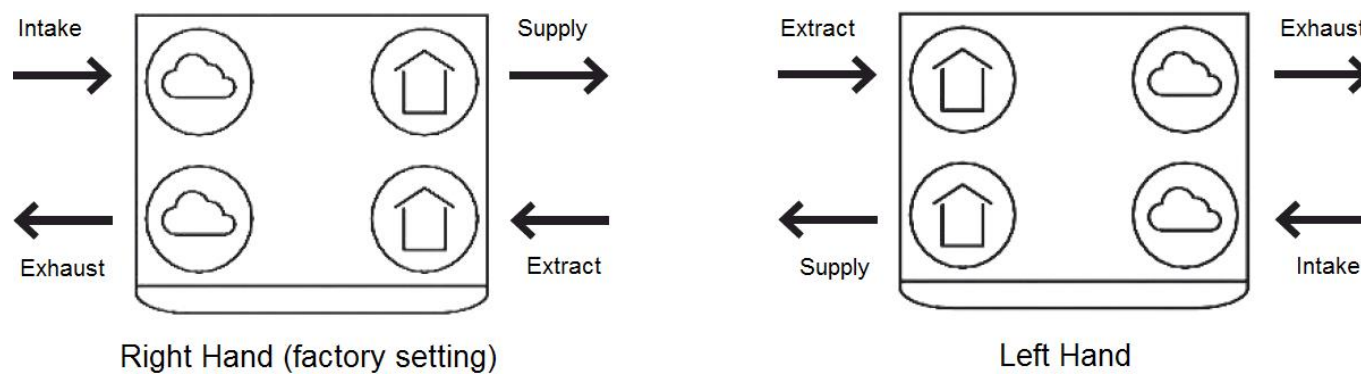 Intake
Supply
Extract
Exhaust
Exhaust
Extract
Supply
Intake
Right Hand (factory setting)
Left Hand